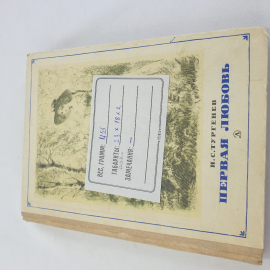 И.С.ТУРГЕНЕВ
ПЕРВАЯ ЛЮБОВЬ
ВЕС, ГРАММ:
ГАБАРИТЫ:
ЗАМЕЧАНИЯ: —